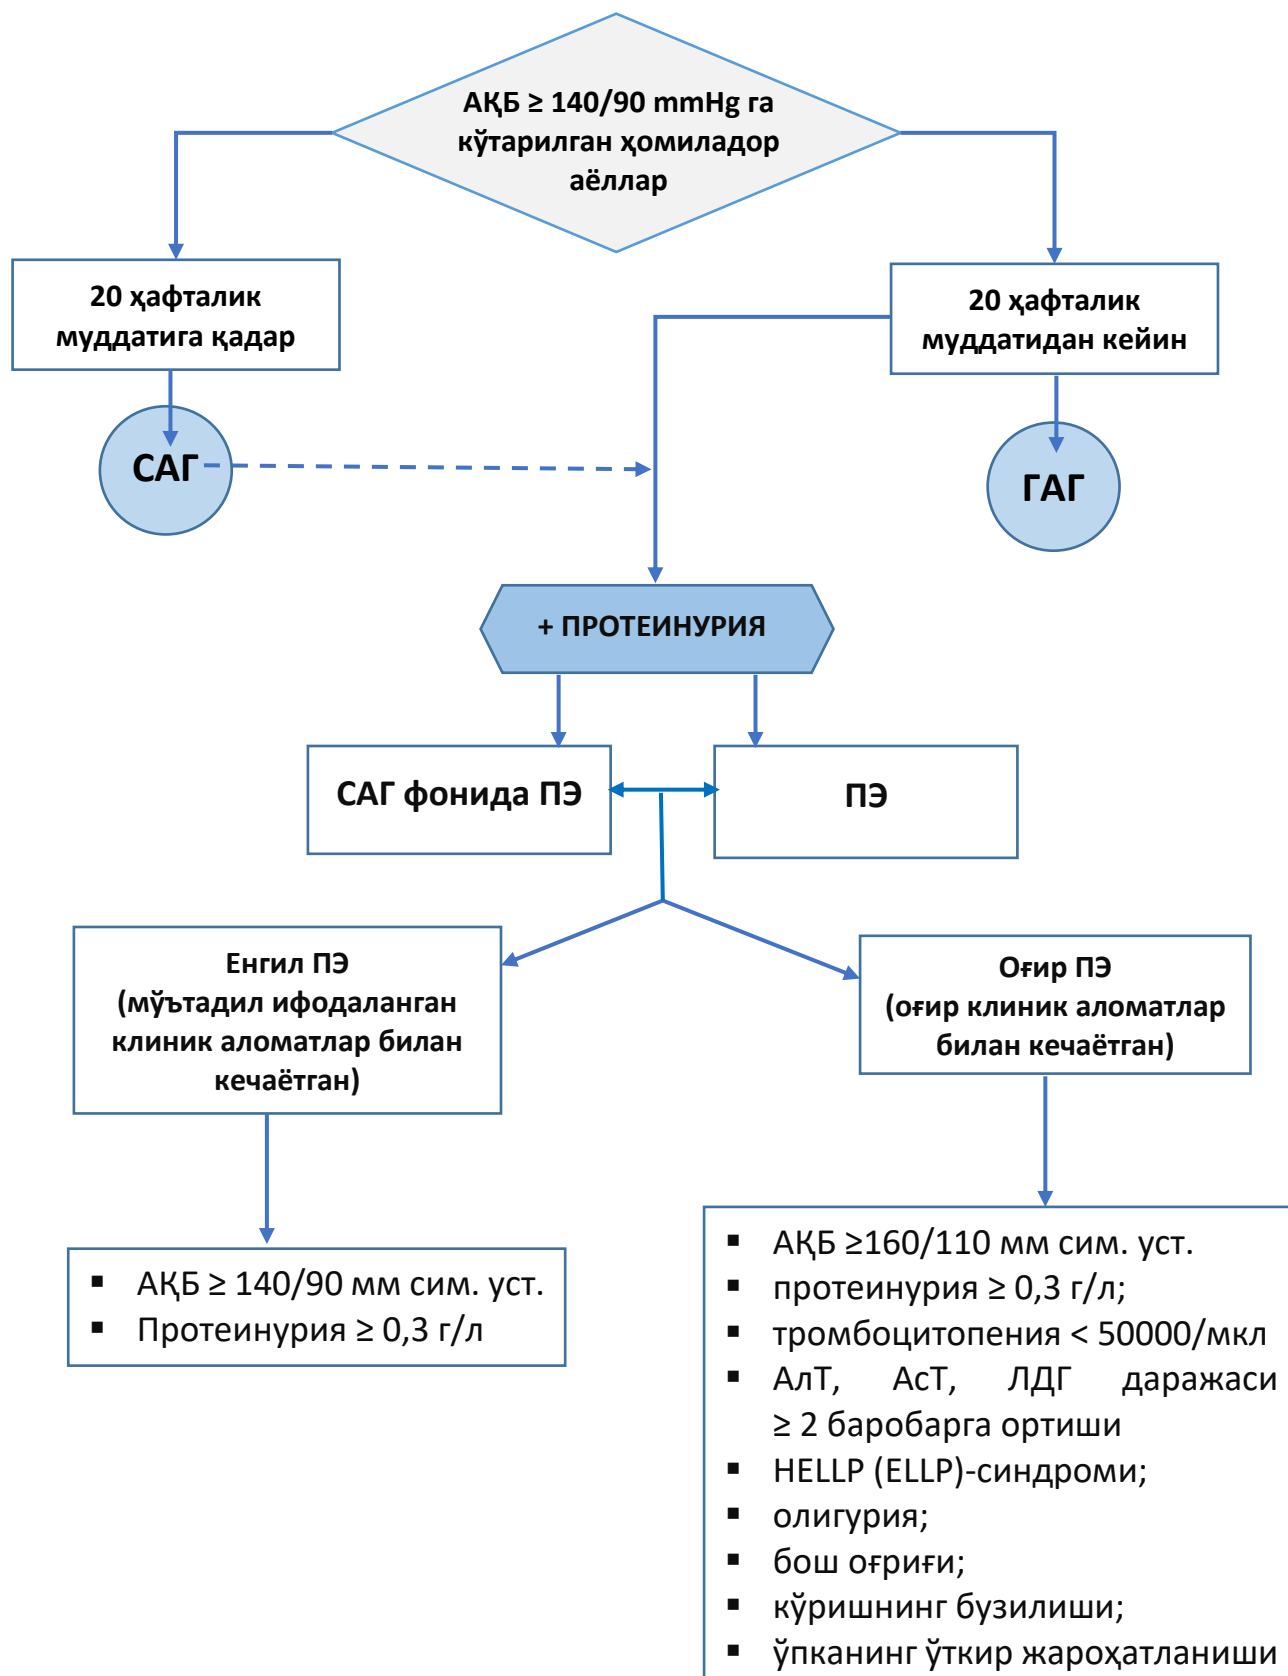 АҚБ ≥ 140/90 mmHg га
кўтарилган ҳомиладор
аёллар
20 ҳафталик
муддатига қадар
20 ҳафталик
муддатидан кейин
САГ
ГАГ
+ ПРОТЕИНУРИЯ
САГ фонида ПЭ
ПЭ
Енгил ПЭ
(мўътадил ифодаланган
клиник аломатлар билан
кечаётган)
Оғир ПЭ
(оғир клиник аломатлар
билан кечаётган)
▪ АҚБ ≥ 140/90 мм сим. уст.
▪ Протеинурия ≥ 0,3 г/л
▪ АҚБ ≥160/110 мм сим. уст.
▪ протеинурия ≥ 0,3 г/л;
▪ тромбоцитопения < 50000/мкл
▪ АлТ, АсТ, ЛДГ даражаси
≥ 2 баробарга ортиши
▪ HELLP (ELLP)-синдроми;
▪ олигурия;
▪ бош оғриғи;
▪ кўришнинг бузилиши;
▪ ўпканинг ўткир жароҳатланиши